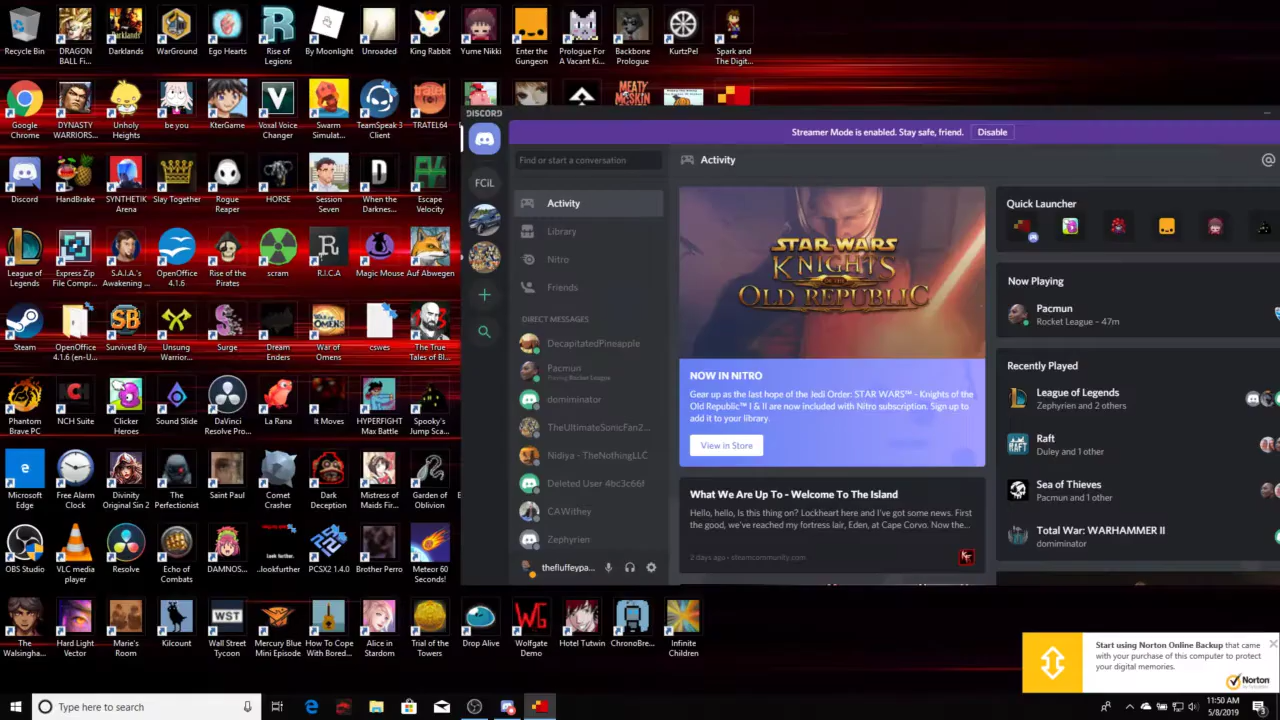 Recycle Bin
DRAGON BALL Fi...
Darklands
WarGround
Ego Hearts
Rise of Legions
By Moonlight
Unroaded
King Rabbit
Yume Nikki
Enter the Gungeon
Prologue For A Vacant Ki...
Backbone Prologue
KurtzPel
Spark and The Digit...
Google Chrome
DYNASTY WARRIORS...
Unholy Heights
be you
KterGame
Voxal Voice Changer
Swarm Simulat...
TeamSpeak 3 Client
TRATEL64
Discord
HandBrake
SYNTHETIK Arena
Slay Together
Rogue Reaper
HORSE
Session Seven
When the Darknes...
Escape Velocity
League of Legends
Express Zip File Compr...
S.A.I.A.'s Awakening ...
OpenOffice 4.1.6
Rise of the Pirates
scram
R.I.C.A
Magic Mouse
Auf Abwegen
Steam
OpenOffice 4.1.6 (en-U...
Survived By
Unsung Warrior...
Surge
Dream Enders
War of Omens
cswes
The True Tales of Bl...
Phantom Brave PC
NCH Suite
Clicker Heroes
Sound Slide
DaVinci Resolve Pro...
La Rana
It Moves
HYPERFIGHT Max Battle
Spooky's Jump Sca...
Microsoft Edge
Free Alarm Clock
Divinity Original Sin 2
The Perfectionist
Saint Paul
Comet Crasher
Dark Deception
Mistress of Maids Fir...
Garden of Oblivion
OBS Studio
VLC media player
Resolve
Echo of Combats
DAMNOS...
...lookfurther
PCSX2 1.4.0
Brother Perro
Meteor 60 Seconds!
The Walsingha...
Hard Light Vector
Marie's Room
Kilcount
Wall Street Tycoon
Mercury Blue Mini Episode
How To Cope With Bored...
Alice in Stardom
Trial of the Towers
Drop Alive
Wolfgate Demo
Hotel Tutwin
ChronoBre...
Infinite Children
DISCORD
Streamer Mode is enabled. Stay safe, friend.
Disable
FCiL
Find or start a conversation
Activity
Library
Nitro
Friends
DIRECT MESSAGES
DecapitatedPineapple
Pacmun
Playing Rocket League
domiminator
TheUltimateSonicFan2...
Nidiya - TheNothingLLC
Deleted User 4bc3c66f
CAWithey
Zephyrien
thefluffeypa...
Activity
STAR WARS
KNIGHTS
OF THE
OLD REPUBLIC
NOW IN NITRO
Gear up as the last hope of the Jedi Order: STAR WARS™ - Knights of the
Old Republic™ I & II are now included with Nitro subscription. Sign up to
add it to your library.
View in Store
What We Are Up To - Welcome To The Island
Hello, hello, Is this thing on? Lockheart here and I've got some news. First
the good, we've reached my fortress lair, Eden, at Cape Corvo. Now the...
2 days ago - steamcommunity.com
Quick Launcher
Now Playing
Pacmun
Rocket League - 47m
Recently Played
League of Legends
Zephyrien and 2 others
Raft
Duley and 1 other
Sea of Thieves
Pacmun and 1 other
Total War: WARHAMMER II
domiminator
Start using Norton Online Backup that came
with your purchase of this computer to protect
your digital memories.
Norton
Type here to search
11:50 AM
5/8/2019